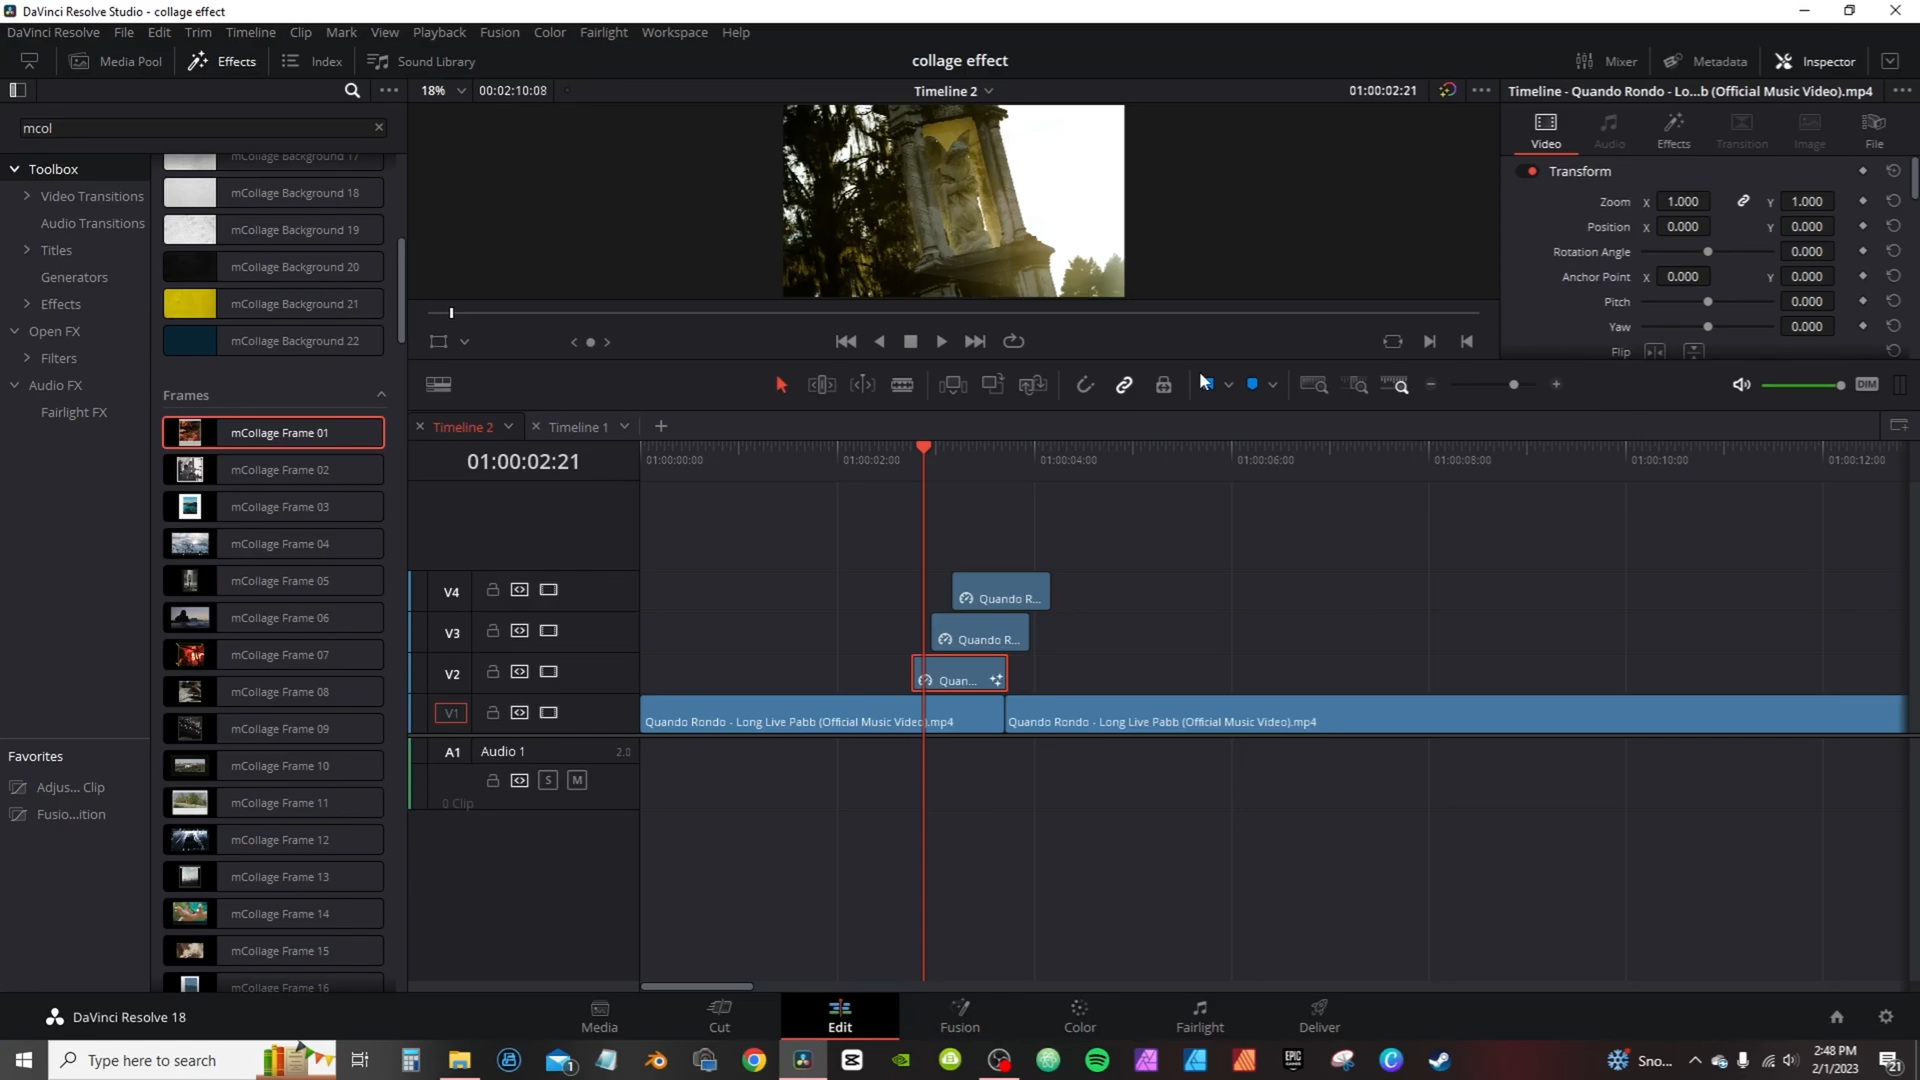 DaVinci Resolve Studio - collage effect
DaVinci Resolve File Edit Trim Timeline Clip Mark View Playback Fusion Color Fairlight Workspace Help
Media Pool Effects Index Sound Library collage effect Mixer Metadata Inspector
18% 00:02:10:08 Timeline 2 01:00:02:21 Timeline - Quando Rondo - Lo...b (Official Music Video).mp4
mcol
Video Audio Effects Transition Image File
Toolbox
Video Transitions
Audio Transitions
Titles
Generators
Effects
Open FX
Filters
Audio FX
Fairlight FX
mCollage Background 17
mCollage Background 18
mCollage Background 19
mCollage Background 20
mCollage Background 21
mCollage Background 22
Frames
mCollage Frame 01
mCollage Frame 02
mCollage Frame 03
mCollage Frame 04
mCollage Frame 05
mCollage Frame 06
mCollage Frame 07
mCollage Frame 08
mCollage Frame 09
mCollage Frame 10
mCollage Frame 11
mCollage Frame 12
mCollage Frame 13
mCollage Frame 14
mCollage Frame 15
mCollage Frame 16
Favorites
Adjus... Clip
Fusio...ition
Transform
Zoom X 1.000 Y 1.000
Position X 0.000 Y 0.000
Rotation Angle 0.000
Anchor Point X 0.000 Y 0.000
Pitch 0.000
Yaw 0.000
Flip
DIM
Timeline 2 Timeline 1
01:00:02:21
01:00:00:00 01:00:02:00 01:00:04:00 01:00:06:00 01:00:08:00 01:00:10:00 01:00:12:00
V4 Quando R...
V3 Quando R...
V2 Quan...
V1 Quando Rondo - Long Live Pabb (Official Music Video).mp4 Quando Rondo - Long Live Pabb (Official Music Video).mp4
A1 Audio 1 2.0
S M
0 Clip
DaVinci Resolve 18
Media Cut Edit Fusion Color Fairlight Deliver
Type here to search
EPIC GAMES
Sno...
2:48 PM
2/1/2023
1
21